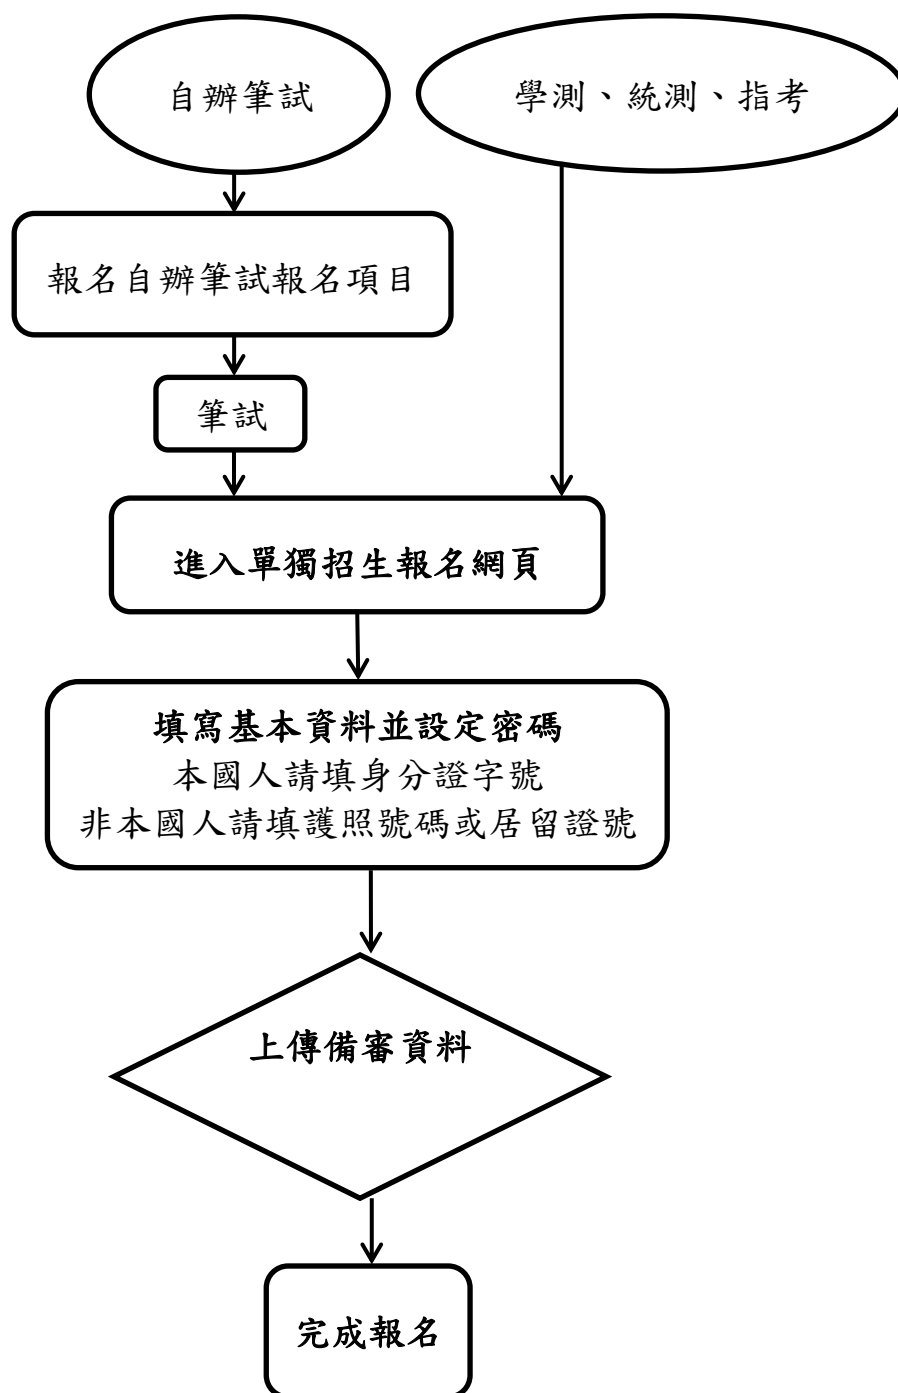 自辦筆試
學測、統測、指考
報名自辦筆試報名項目
筆試
進入單獨招生報名網頁
填寫基本資料並設定密碼
本國人請填身分證字號
非本國人請填護照號碼或居留證號
上傳備審資料
完成報名